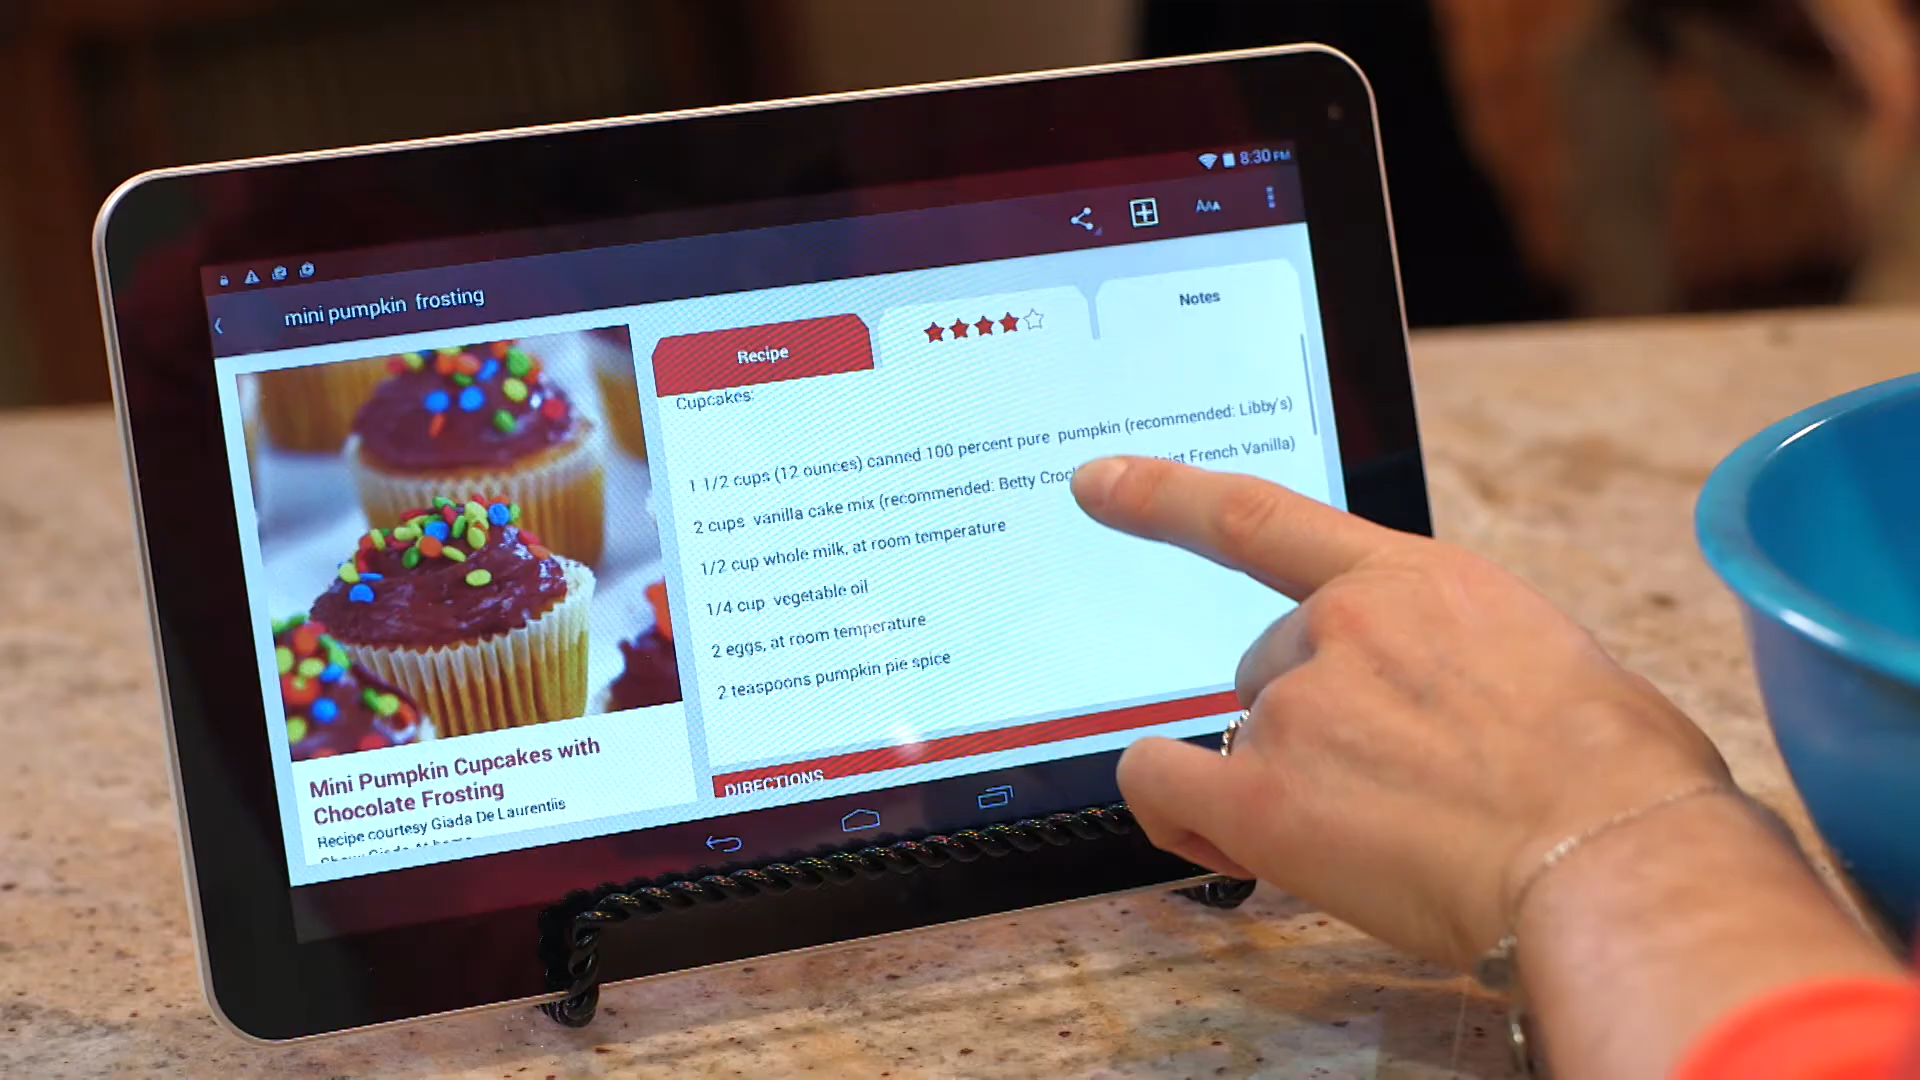 8:30 PM
mini pumpkin frosting
AAA
Recipe
Notes
Cupcakes:
1 1/2 cups (12 ounces) canned 100 percent pure pumpkin (recommended: Libby's)
2 cups vanilla cake mix (recommended: Betty Croc French Vanilla)
1/2 cup whole milk, at room temperature
1/4 cup vegetable oil
2 eggs, at room temperature
2 teaspoons pumpkin pie spice
DIRECTIONS
Mini Pumpkin Cupcakes with
Chocolate Frosting
Recipe courtesy Giada De Laurentiis